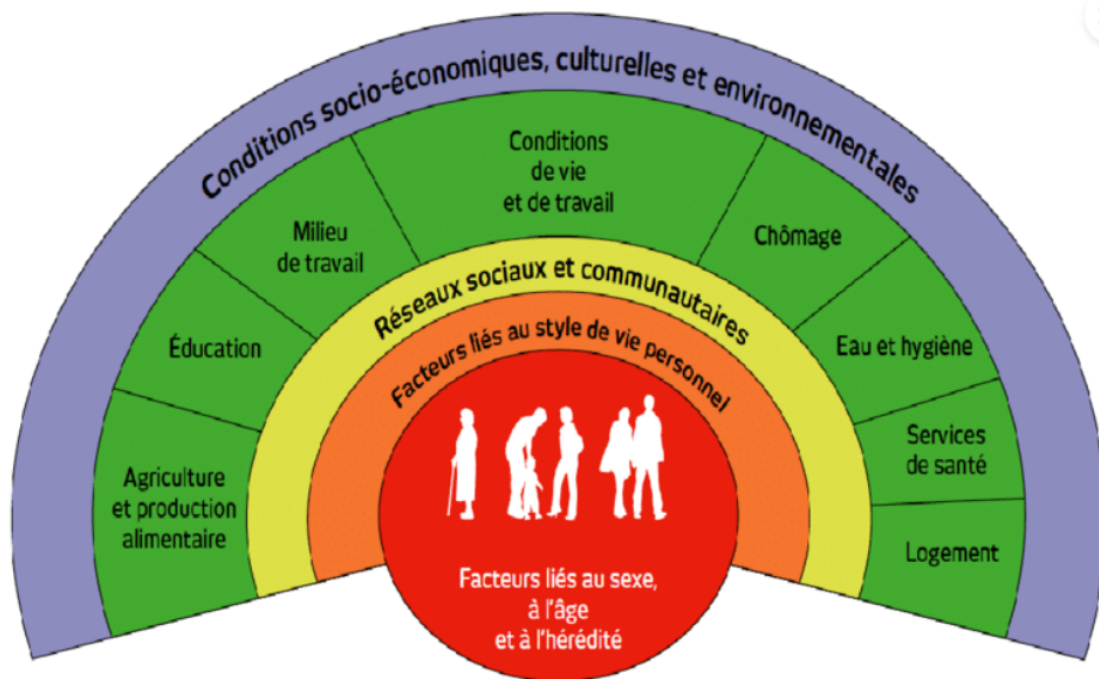 Conditions socio-économiques, culturelles et environnementales
Conditions
de vie
et de travail
Milieu
de travail
Chômage
Éducation
Eau et hygiène
Agriculture
et production
alimentaire
Services
de santé
Logement
Réseaux sociaux et communautaires
Facteurs liés au style de vie personnel
Facteurs liés au sexe,
à l'âge
et à l'hérédité